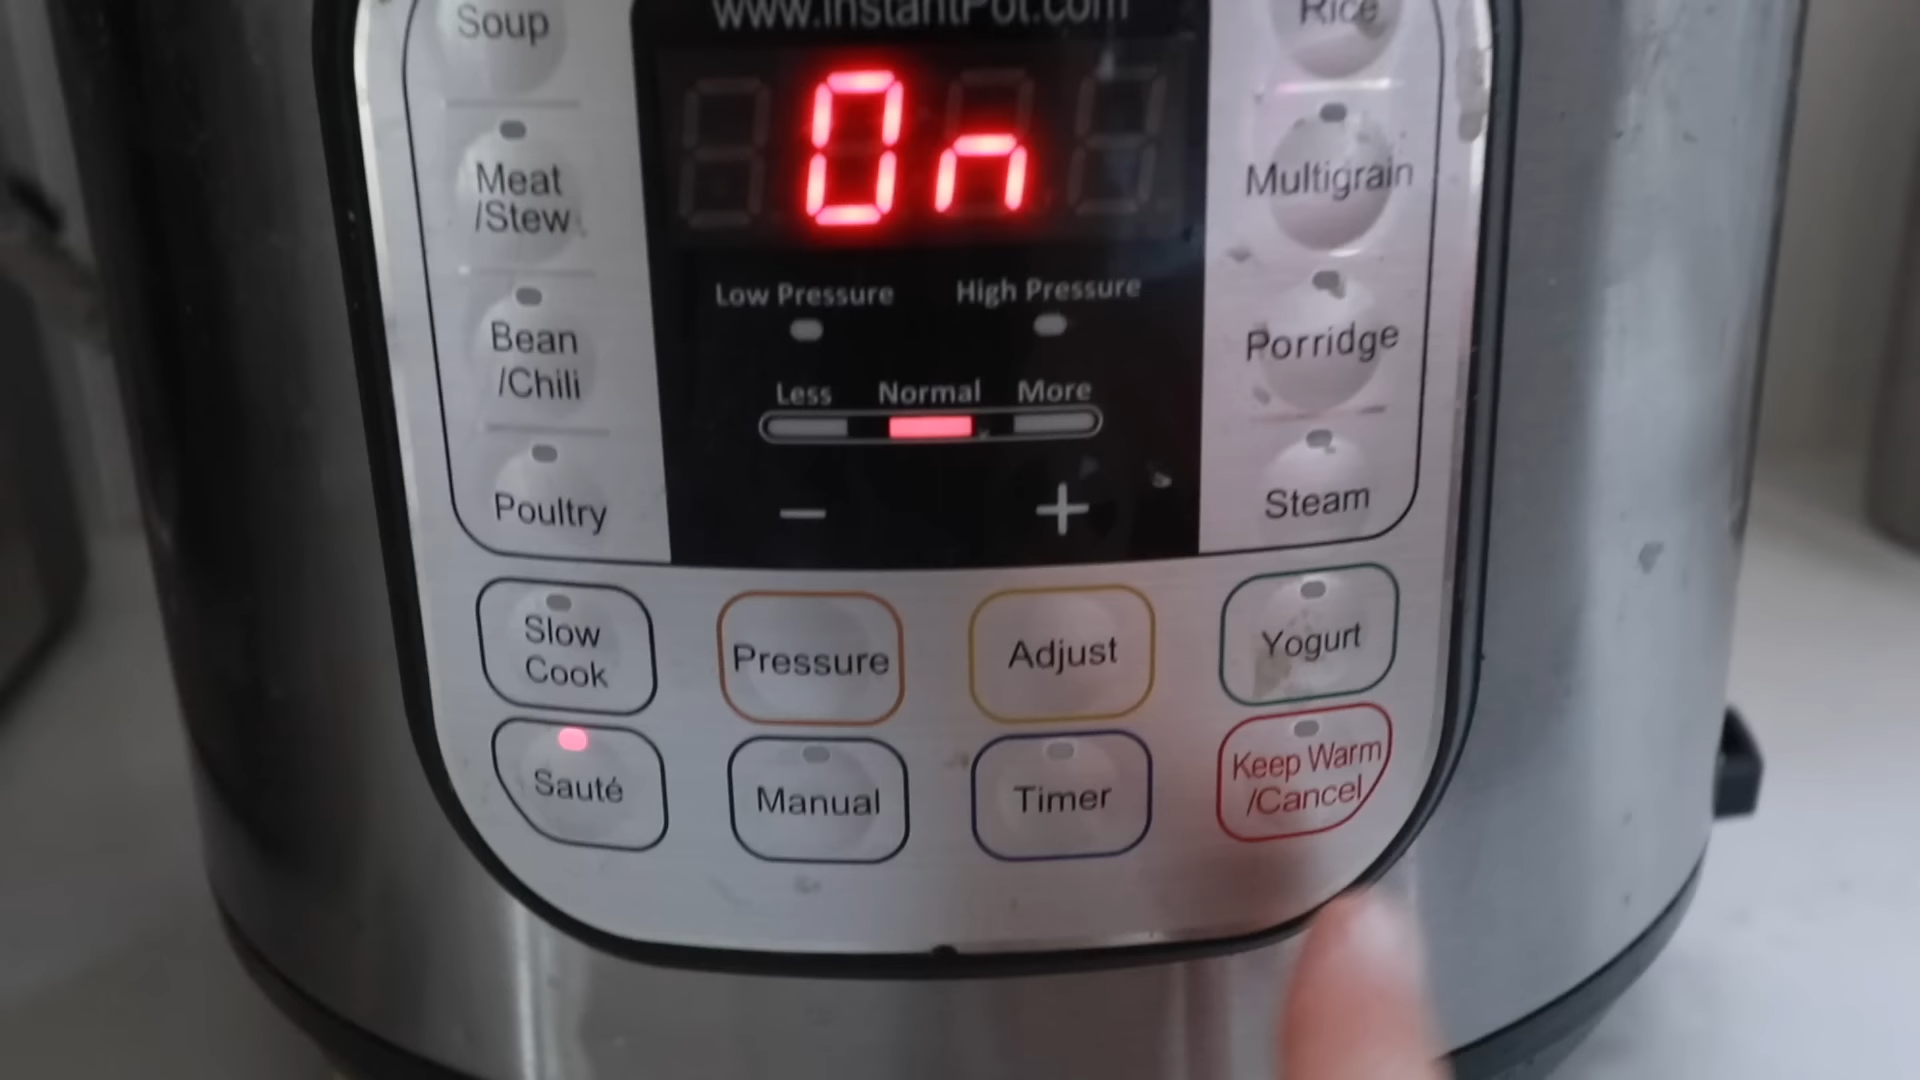 www.InstantPot.com
Soup
Rice
On
Meat
/Stew
Multigrain
Low Pressure
High Pressure
Bean
/Chili
Porridge
Less
Normal
More
Poultry
−
+
Steam
Slow
Cook
Pressure
Adjust
Yogurt
Sauté
Manual
Timer
Keep Warm
/Cancel